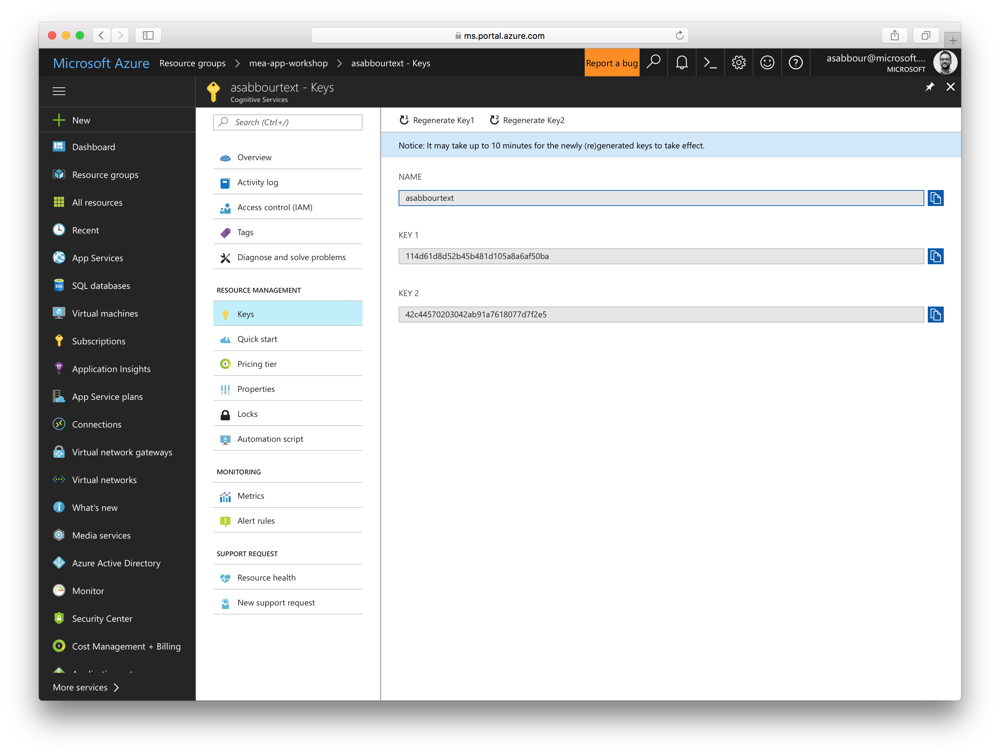 ms.portal.azure.com
Microsoft Azure Resource groups > mea-app-workshop > asabbourtext - Keys
Report a bug
asabbour@microsoft....
MICROSOFT
asabbourtext - Keys
Cognitive Services
New
Dashboard
Resource groups
All resources
Recent
App Services
SQL databases
Virtual machines
Subscriptions
Application Insights
App Service plans
Connections
Virtual network gateways
Virtual networks
What's new
Media services
Azure Active Directory
Monitor
Security Center
Cost Management + Billing
More services >
Search (Ctrl+/)
Overview
Activity log
Access control (IAM)
Tags
Diagnose and solve problems
RESOURCE MANAGEMENT
Keys
Quick start
Pricing tier
Properties
Locks
Automation script
MONITORING
Metrics
Alert rules
SUPPORT REQUEST
Resource health
New support request
Regenerate Key1 Regenerate Key2
Notice: It may take up to 10 minutes for the newly (re)generated keys to take effect.
NAME
asabbourtext
KEY 1
114d61d8d52b45b481d105a8a6af50ba
KEY 2
42c44570203042ab91a7618077d7f2e5